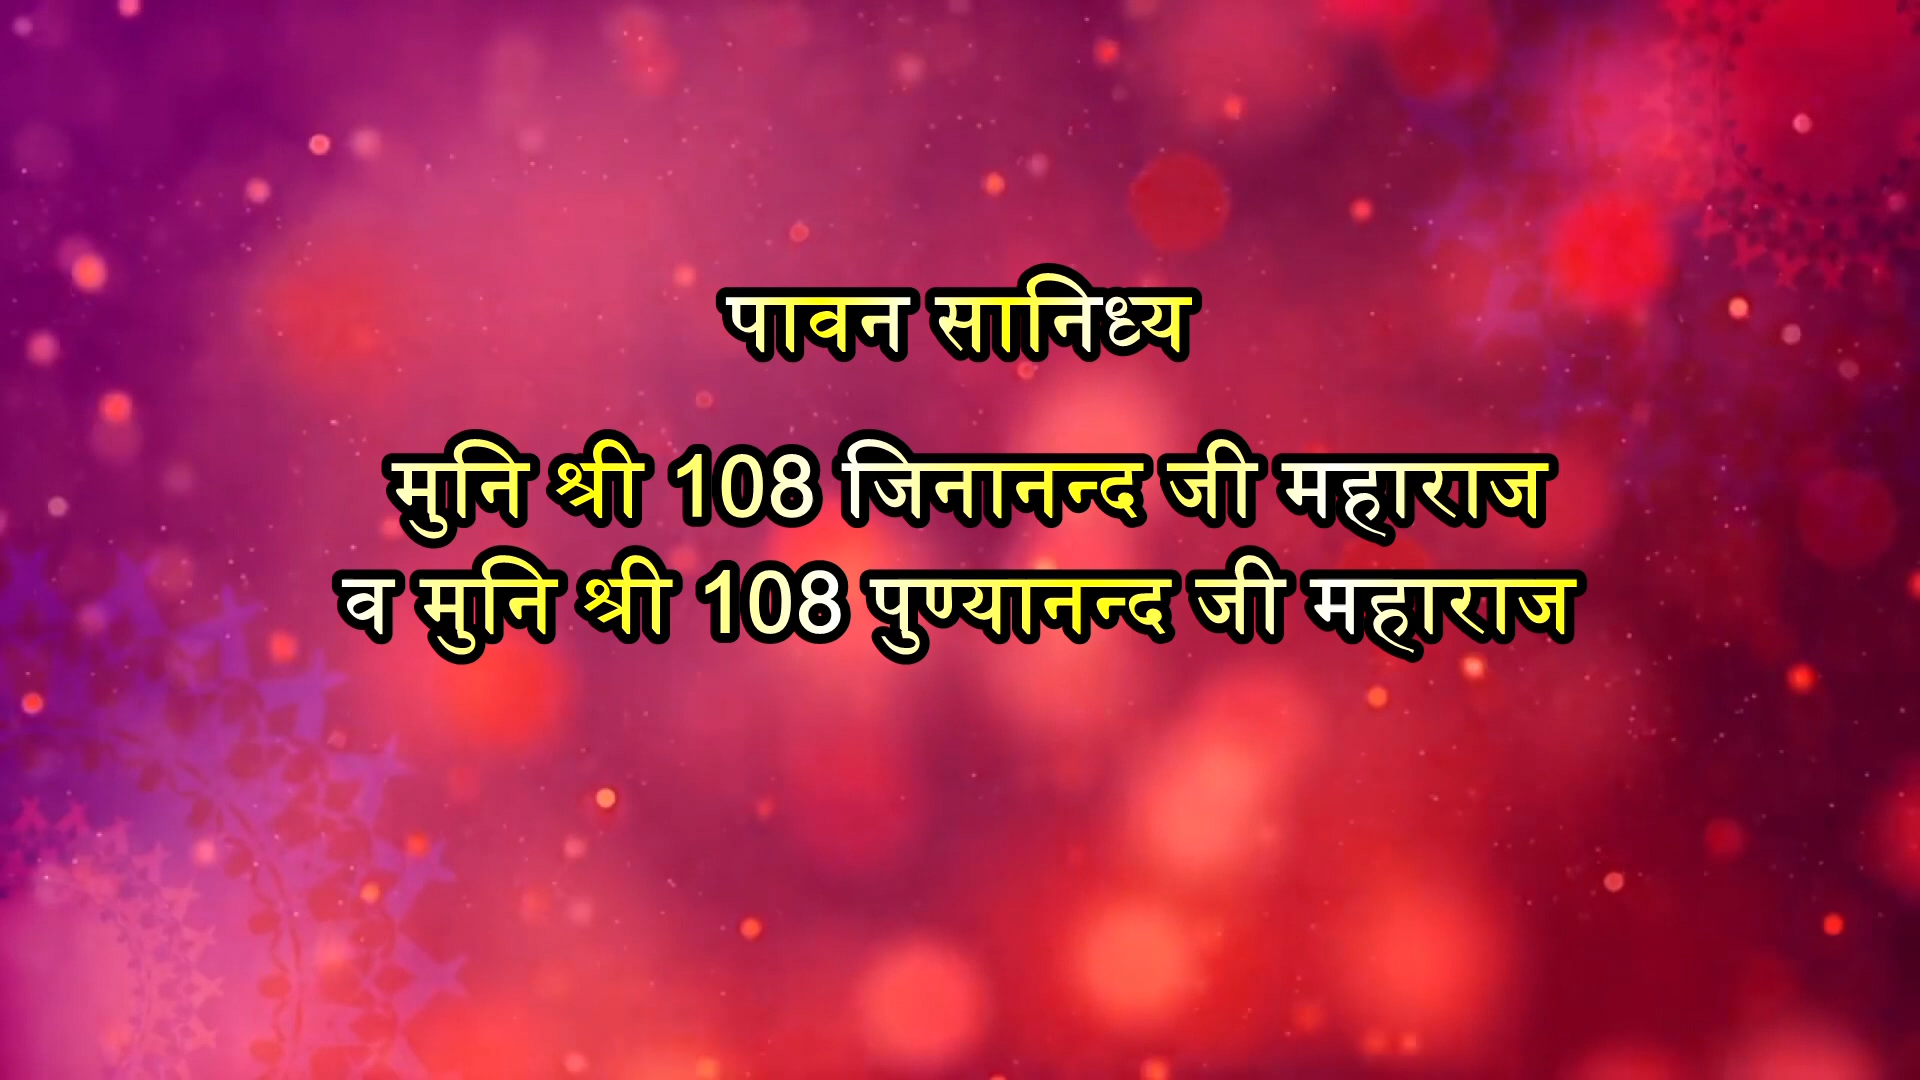 पावन सानिध्य
मुनि श्री 108 जिनानन्द जी महाराज
व मुनि श्री 108 पुण्यानन्द जी महाराज